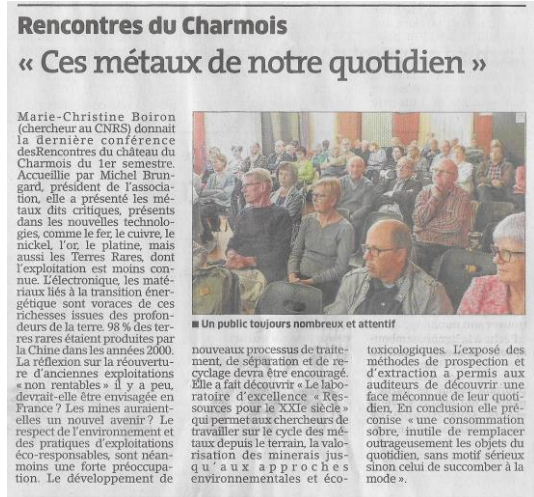 Rencontres du Charmois
« Ces métaux de notre quotidien »
Marie-Christine Boiron
(chercheur au CNRS) donnait
la dernière conférence
desRencontres du château du
Charmois du 1er semestre.
Accueillie par Michel Brun-
gard, président de l'associa-
tion, elle a présenté les mé-
taux dits critiques, présents
dans les nouvelles technolo-
gies, comme le fer, le cuivre, le
nickel, l'or, le platine, mais
aussi les Terres Rares, dont
l'exploitation est moins con-
nue. L'électronique, les maté-
riaux liés à la transition éner-
gétique sont voraces de ces
richesses issues des profon-
deurs de la terre. 98 % des ter-
res rares étaient produites par
la Chine dans les années 2000.
La réflexion sur la réouvertu-
re d'anciennes exploitations
« non rentables » il y a peu,
devrait-elle être envisagée en
France ? Les mines auraient-
elles un nouvel avenir ? Le
respect de l'environnement et
des pratiques d'exploitations
éco-responsables, sont néan-
moins une forte préoccupa-
tion. Le développement de
■ Un public toujours nombreux et attentif
nouveaux processus de traite-
ment, de séparation et de re-
cyclage devra être encouragé.
Elle a fait découvrir « Le labo-
ratoire d'excellence « Res-
sources pour le XXIe siècle »
qui permet aux chercheurs de
travailler sur le cycle des mé-
taux depuis le terrain, la valo-
risation des minerais jus-
qu'aux approches
environnementales et éco-
toxicologiques. L'exposé des
méthodes de prospection et
d'extraction a permis aux
auditeurs de découvrir une
face méconnue de leur quoti-
dien, En conclusion elle pré-
conise « une consommation
sobre, inutile de remplacer
outrageusement les objets du
quotidien, sans motif sérieux
sinon celui de succomber à la
mode ».